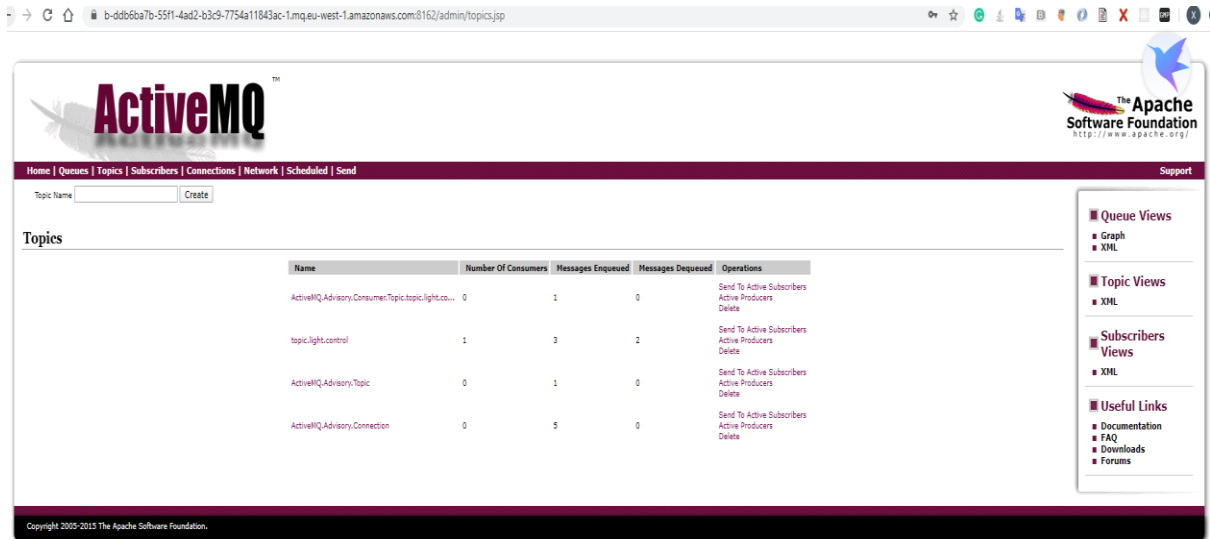 b-ddb6ba7b-55f1-4ad2-b3c9-7754a11843ac-1.mq.eu-west-1.amazonaws.com:8162/admin/topics.jsp
ActiveMQ™
The Apache
Software Foundation
http://www.apache.org/
Home | Queues | Topics | Subscribers | Connections | Network | Scheduled | Send
Support
Topic Name Create
Topics
Name Number Of Consumers Messages Enqueued Messages Dequeued Operations
ActiveMQ.Advisory.Consumer.Topic.topic.light.co... 0 1 0 Send To Active Subscribers
Active Producers
Delete
topic.light.control 1 3 2 Send To Active Subscribers
Active Producers
Delete
ActiveMQ.Advisory.Topic 0 1 0 Send To Active Subscribers
Active Producers
Delete
ActiveMQ.Advisory.Connection 0 5 0 Send To Active Subscribers
Active Producers
Delete
Queue Views
Graph
XML
Topic Views
XML
Subscribers
Views
XML
Useful Links
Documentation
FAQ
Downloads
Forums
Copyright 2005-2015 The Apache Software Foundation.